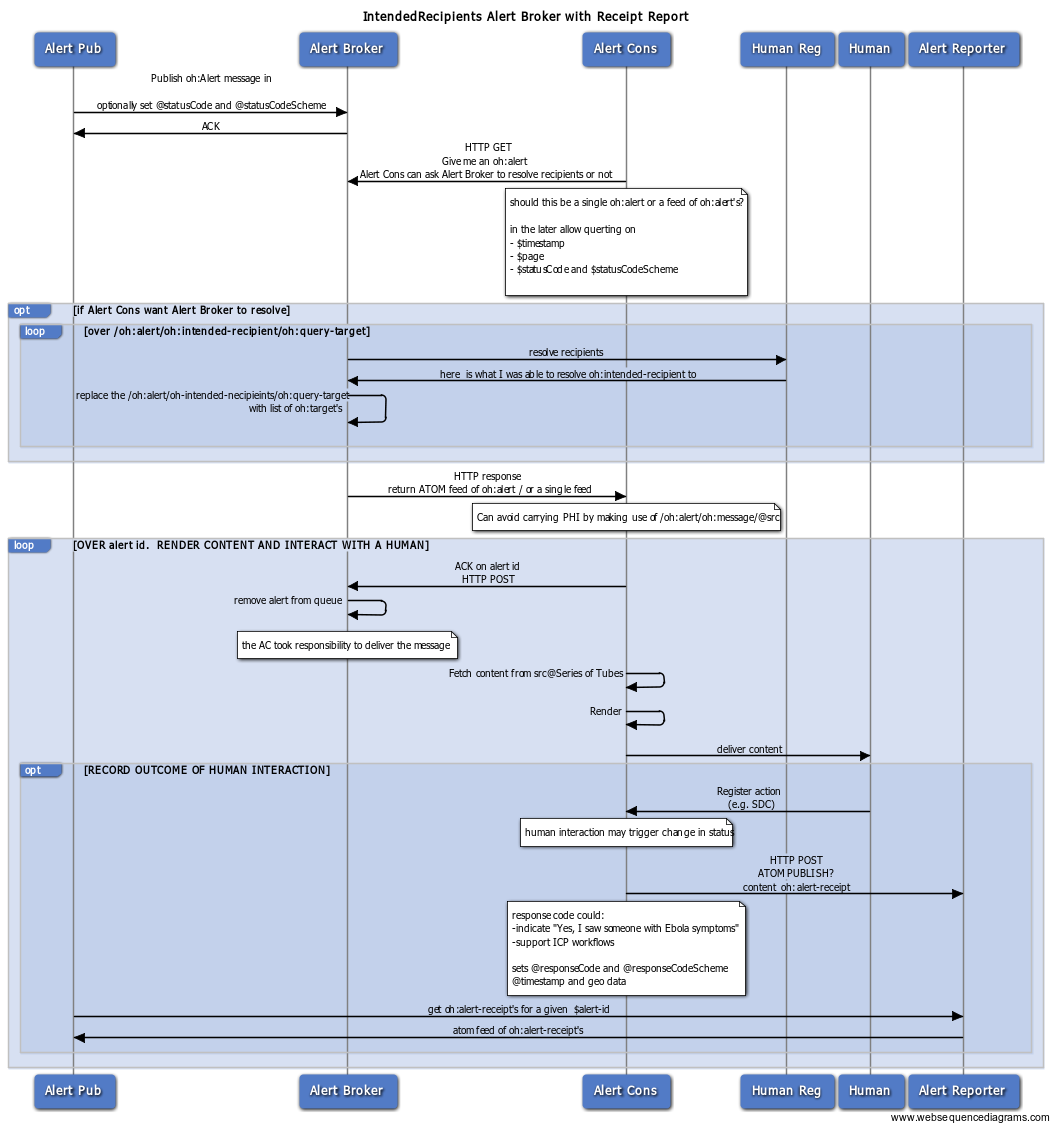 IntendedRecipients Alert Broker with Receipt Report
Alert Pub
Alert Broker
Alert Cons
Human Reg
Human
Alert Reporter
Publish oh:Alert message in
optionally set @statusCode and @statusCodeScheme
ACK
HTTP GET
Give me an oh:alert
Alert Cons can ask Alert Broker to resolve recipients or not
should this be a single oh:alert or a feed of oh:alert's?
in the later allow querting on
- $timestamp
- $page
- $statusCode and $statusCodeScheme
opt
[if Alert Cons want Alert Broker to resolve]
loop
[over /oh:alert/oh:intended-recipient/oh:query-target]
resolve recipients
here is what I was able to resolve oh:intended-recipient to
replace the /oh:alert/oh-intended-necipieints/oh:query-target
with list of oh:target's
HTTP response
return ATOM feed of oh:alert / or a single feed
Can avoid carrying PHI by making use of /oh:alert/oh:message/@src
loop
[OVER alert id. RENDER CONTENT AND INTERACT WITH A HUMAN]
ACK on alert id
HTTP POST
remove alert from queue
the AC took responsibility to deliver the message
Fetch content from src@Series of Tubes
Render
deliver content
opt
[RECORD OUTCOME OF HUMAN INTERACTION]
Register action
(e.g. SDC)
human interaction may trigger change in status
HTTP POST
ATOM PUBLISH?
content oh:alert-receipt
response code could:
-indicate "Yes, I saw someone with Ebola symptoms"
-support ICP workflows
sets @responseCode and @responseCodeScheme
@timestamp and geo data
get oh:alert-receipt's for a given $alert-id
atom feed of oh:alert-receipt's
Alert Pub
Alert Broker
Alert Cons
Human Reg
Human
Alert Reporter
www.websequencediagrams.com